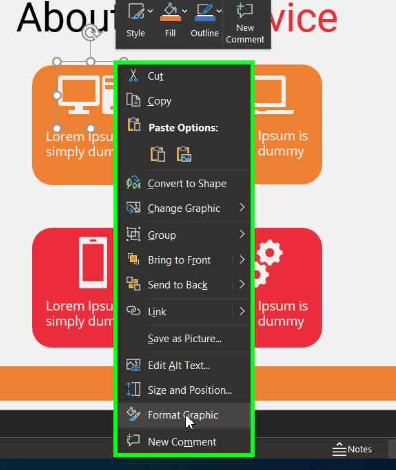 About
vice
Style
Fill
Outline
New
Comment
Cut
Copy
Paste Options:
Convert to Shape
Change Graphic
Group
Bring to Front
Send to Back
Link
Save as Picture...
Edit Alt Text...
Size and Position...
Format Graphic
New Comment
Lorem Ipsu
simply dum
Ipsum is
dummy
Lorem Ipsu
simply dum
Ipsum is
dummy
Notes